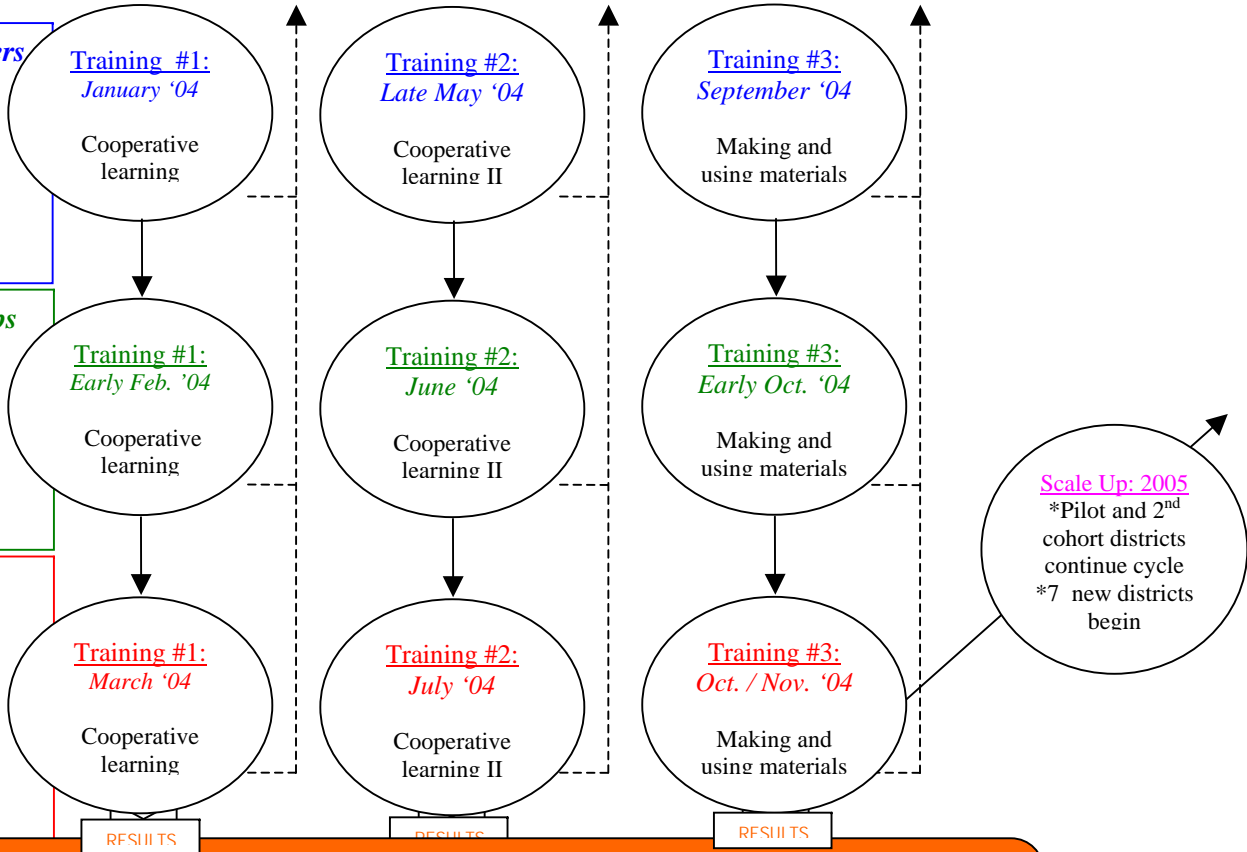 Training #1:
January ‘04
Cooperative
learning
Training #2:
Late May ‘04
Cooperative
learning II
Training #3:
September ‘04
Making and
using materials
Training #1:
Early Feb. ’04
Cooperative
learning
Training #2:
June ‘04
Cooperative
learning II
Training #3:
Early Oct. ‘04
Making and
using materials
Scale Up: 2005
*Pilot and 2nd
cohort districts
continue cycle
*7 new districts
begin
Training #1:
March ‘04
Cooperative
learning
Training #2:
July ‘04
Cooperative
learning II
Training #3:
Oct. / Nov. ‘04
Making and
using materials
RESULTS
RESULTS
RESULTS